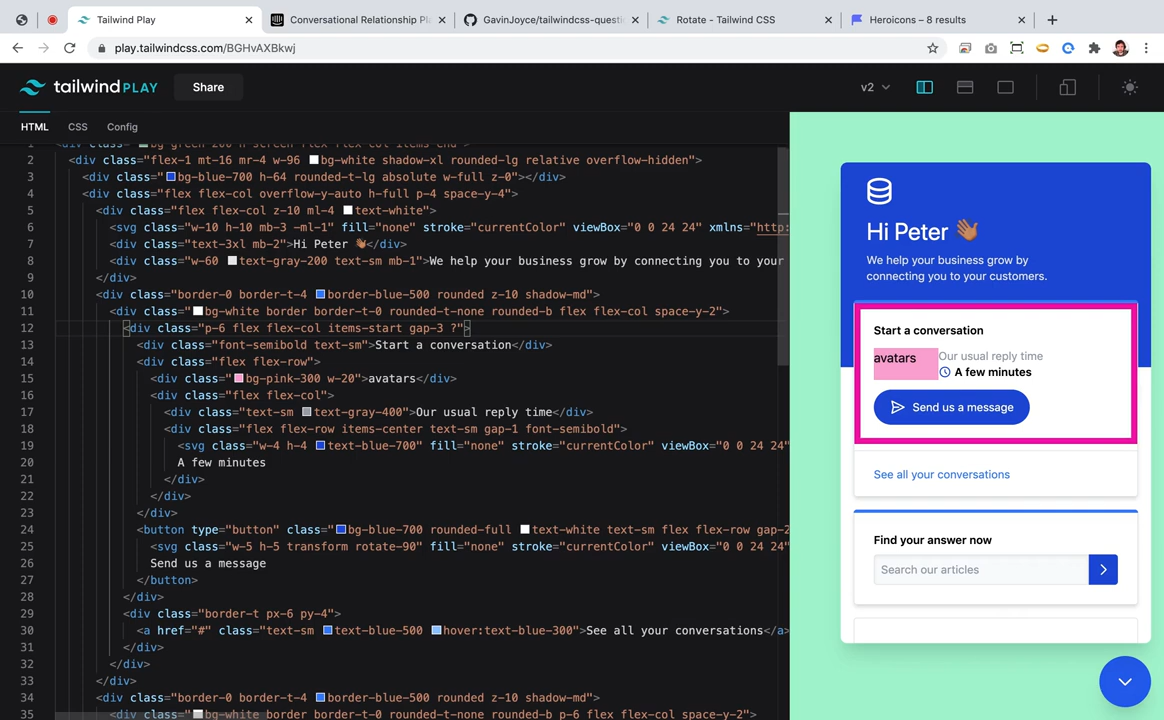 Tailwind Play
Conversational Relationship Pl
GavinJoyce/tailwindcss-questi
Rotate - Tailwind CSS
Heroicons – 8 results
play.tailwindcss.com/BGHvAXBkwj
tailwind PLAY
Share
v2
HTML CSS Config
1 <div class="bg-green-200 h-screen flex flex-col items-end">
2 <div class="flex-1 mt-16 mr-4 w-96 bg-white shadow-xl rounded-lg relative overflow-hidden">
3 <div class="bg-blue-700 h-64 rounded-t-lg absolute w-full z-0"></div>
4 <div class="flex flex-col overflow-y-auto h-full p-4 space-y-4">
5 <div class="flex flex-col z-10 ml-4 text-white">
6 <svg class="w-10 h-10 mb-3 -ml-1" fill="none" stroke="currentColor" viewBox="0 0 24 24" xmlns="http:
7 <div class="text-3xl mb-2">Hi Peter 👋🏾</div>
8 <div class="w-60 text-gray-200 text-sm mb-1">We help your business grow by connecting you to your
9 </div>
10 <div class="border-0 border-t-4 border-blue-500 rounded z-10 shadow-md">
11 <div class="bg-white border border-t-0 rounded-t-none rounded-b flex flex-col space-y-2">
12 <div class="p-6 flex flex-col items-start gap-3 ?">
13 <div class="font-semibold text-sm">Start a conversation</div>
14 <div class="flex flex-row">
15 <div class="bg-pink-300 w-20">avatars</div>
16 <div class="flex flex-col">
17 <div class="text-sm text-gray-400">Our usual reply time</div>
18 <div class="flex flex-row items-center text-sm gap-1 font-semibold">
19 <svg class="w-4 h-4 text-blue-700" fill="none" stroke="currentColor" viewBox="0 0 24 24"
20 A few minutes
21 </div>
22 </div>
23 </div>
24 <button type="button" class="bg-blue-700 rounded-full text-white text-sm flex flex-row gap-2
25 <svg class="w-5 h-5 transform rotate-90" fill="none" stroke="currentColor" viewBox="0 0 24 24"
26 Send us a message
27 </button>
28 </div>
29 <div class="border-t px-6 py-4">
30 <a href="#" class="text-sm text-blue-500 hover:text-blue-300">See all your conversations</a>
31 </div>
32 </div>
33 </div>
34 <div class="border-0 border-t-4 border-blue-500 rounded z-10 shadow-md">
35 <div class="bg-white border border-t-0 rounded-t-none rounded-b p-6 flex flex-col space-y-2">
Hi Peter 👋🏾
We help your business grow by
connecting you to your customers.
Start a conversation
avatars
Our usual reply time
A few minutes
Send us a message
See all your conversations
Find your answer now
Search our articles